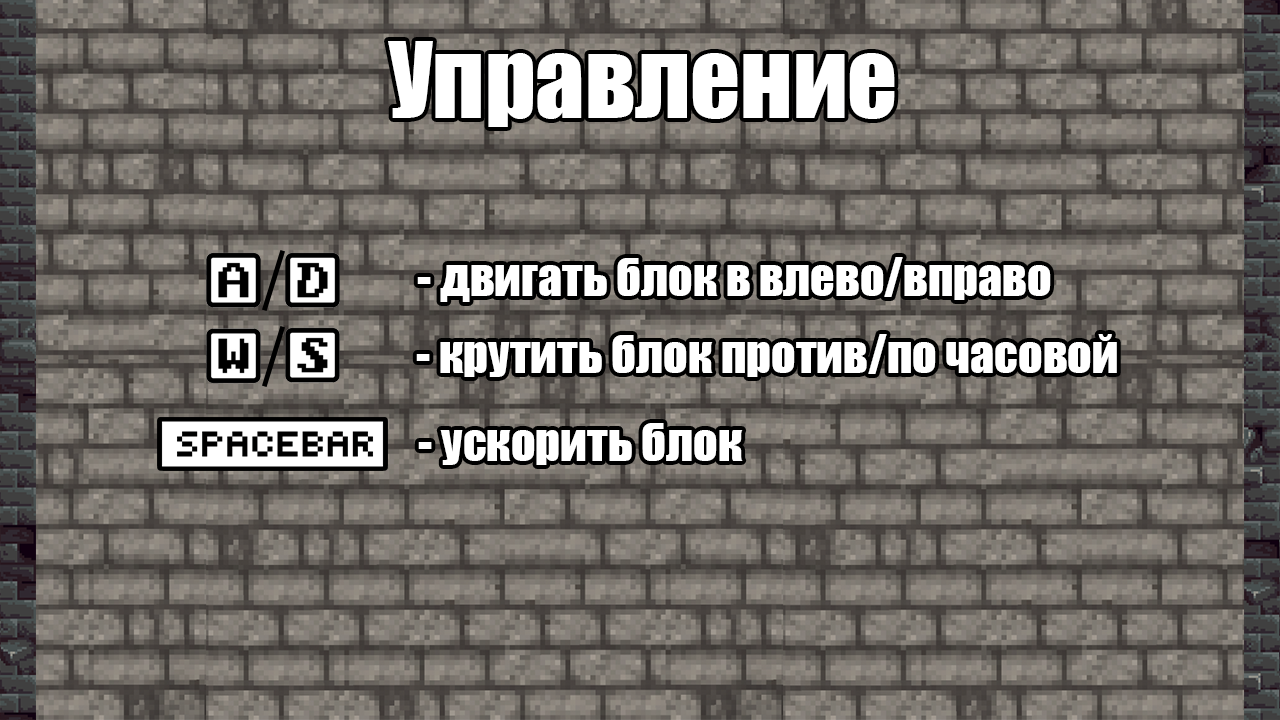 Управление
A/D - двигать блок в влево/вправо
W/S - крутить блок против/по часовой
SPACEBAR - ускорить блок